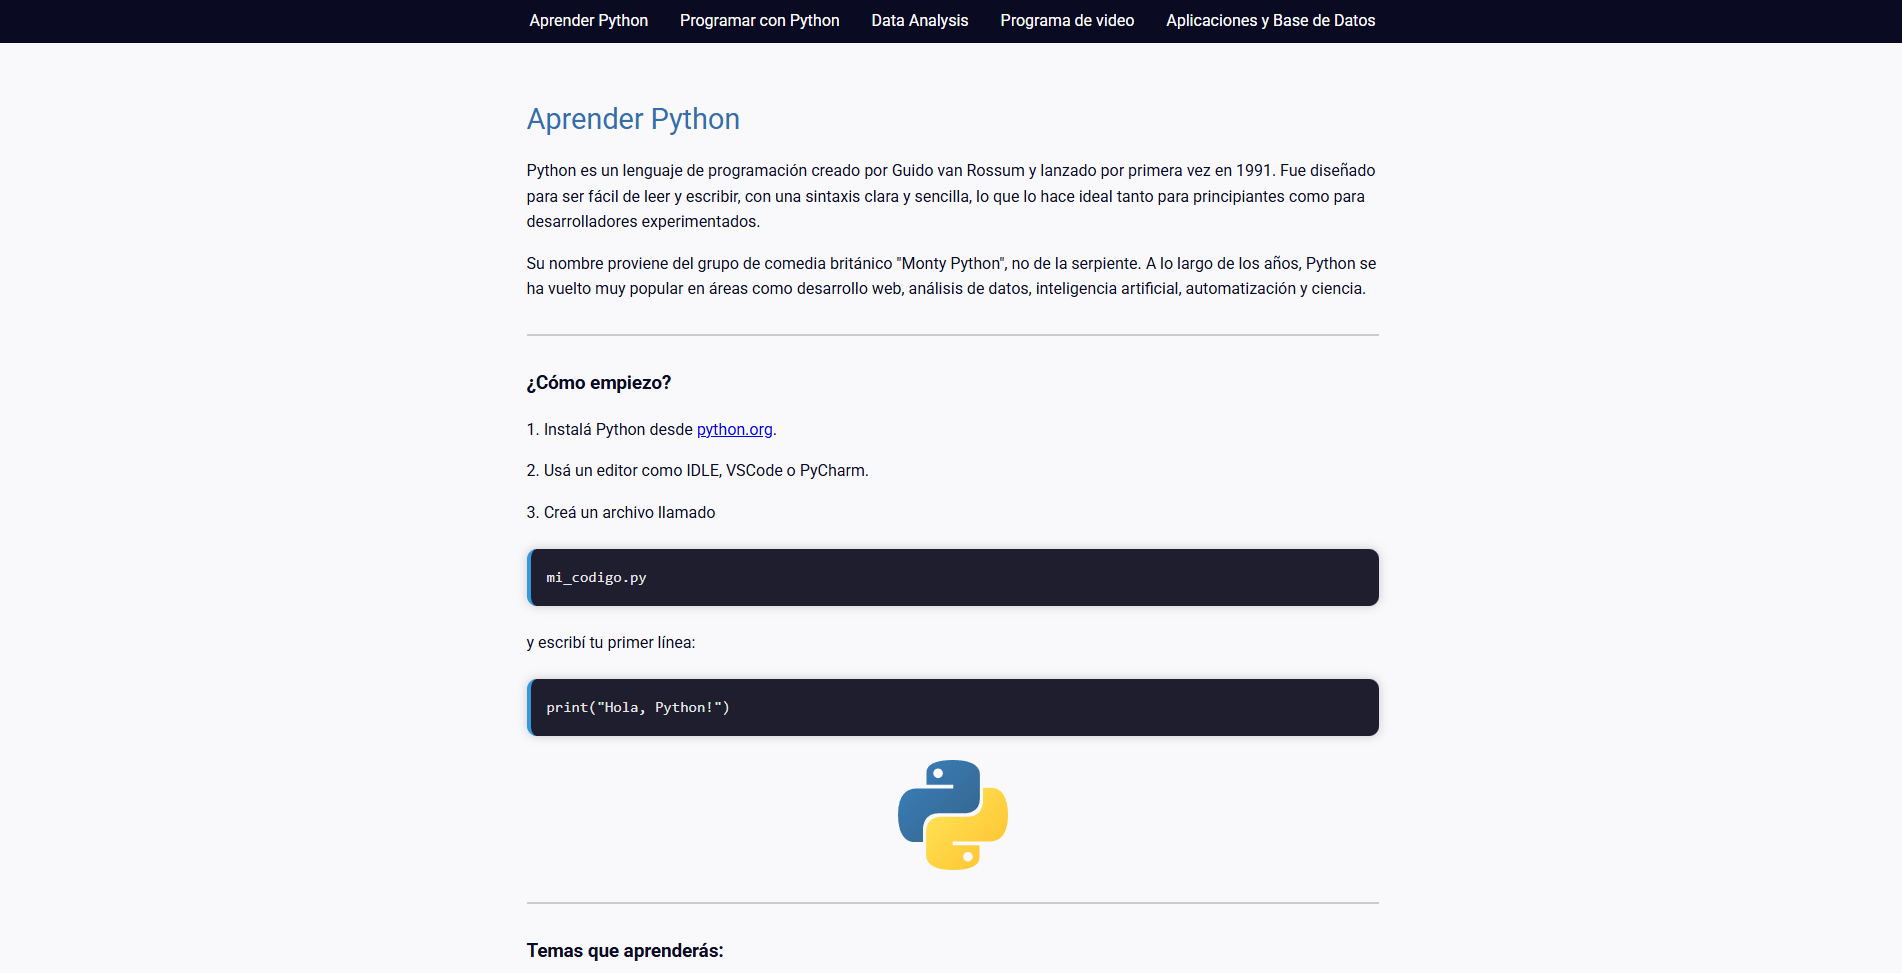 Aprender Python Programar con Python Data Analysis Programa de video Aplicaciones y Base de Datos
Aprender Python
Python es un lenguaje de programación creado por Guido van Rossum y lanzado por primera vez en 1991. Fue diseñado
para ser fácil de leer y escribir, con una sintaxis clara y sencilla, lo que lo hace ideal tanto para principiantes como para
desarrolladores experimentados.
Su nombre proviene del grupo de comedia británico "Monty Python", no de la serpiente. A lo largo de los años, Python se
ha vuelto muy popular en áreas como desarrollo web, análisis de datos, inteligencia artificial, automatización y ciencia.
¿Cómo empiezo?
1. Instalá Python desde python.org.
2. Usá un editor como IDLE, VSCode o PyCharm.
3. Creá un archivo llamado
mi_codigo.py
y escribí tu primer línea:
print("Hola, Python!")
Temas que aprenderás: